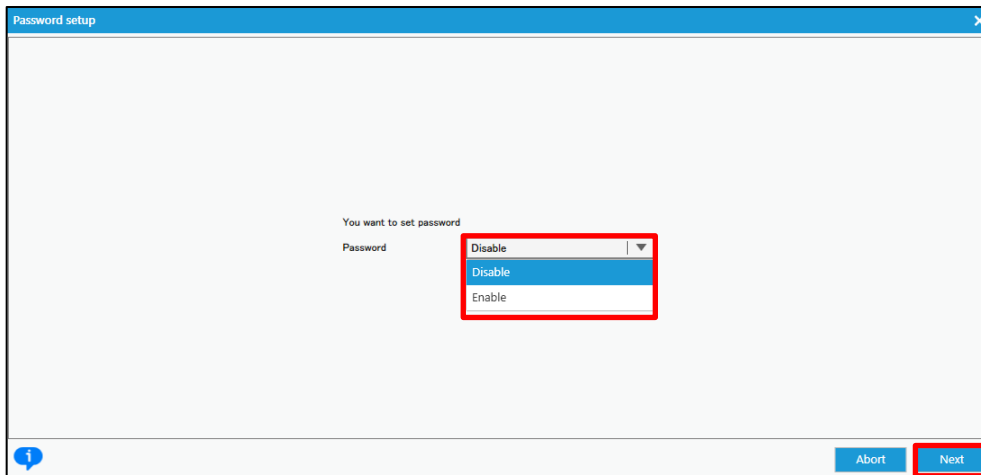 Password setup
You want to set password
Password Disable
Disable
Enable
Abort Next